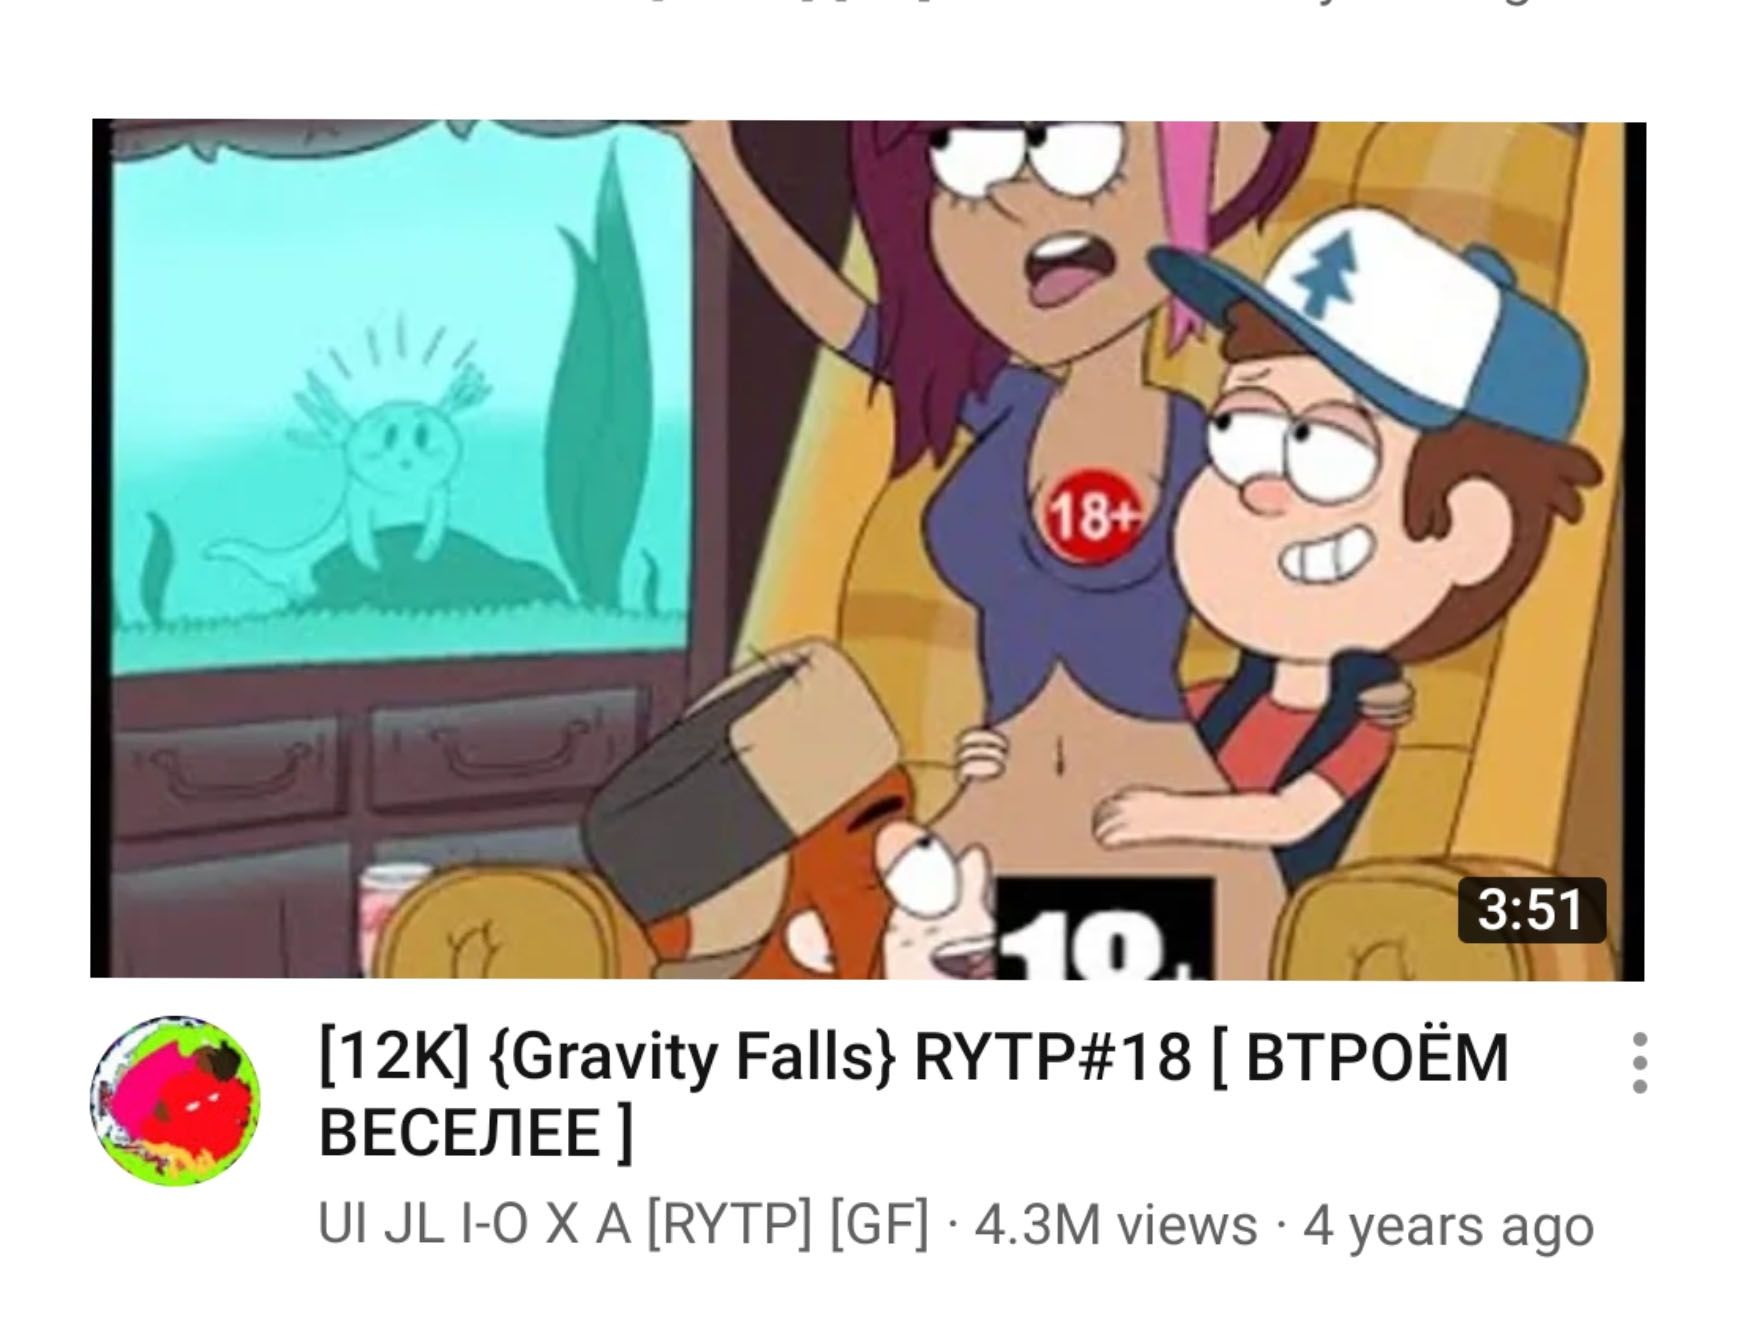 18+
18+
3:51
[12K] {Gravity Falls} RYTP#18 [ ВТРОЁМ
ВЕСЕЛЕЕ ]
UI JL I-O X A [RYTP] [GF] · 4.3M views · 4 years ago